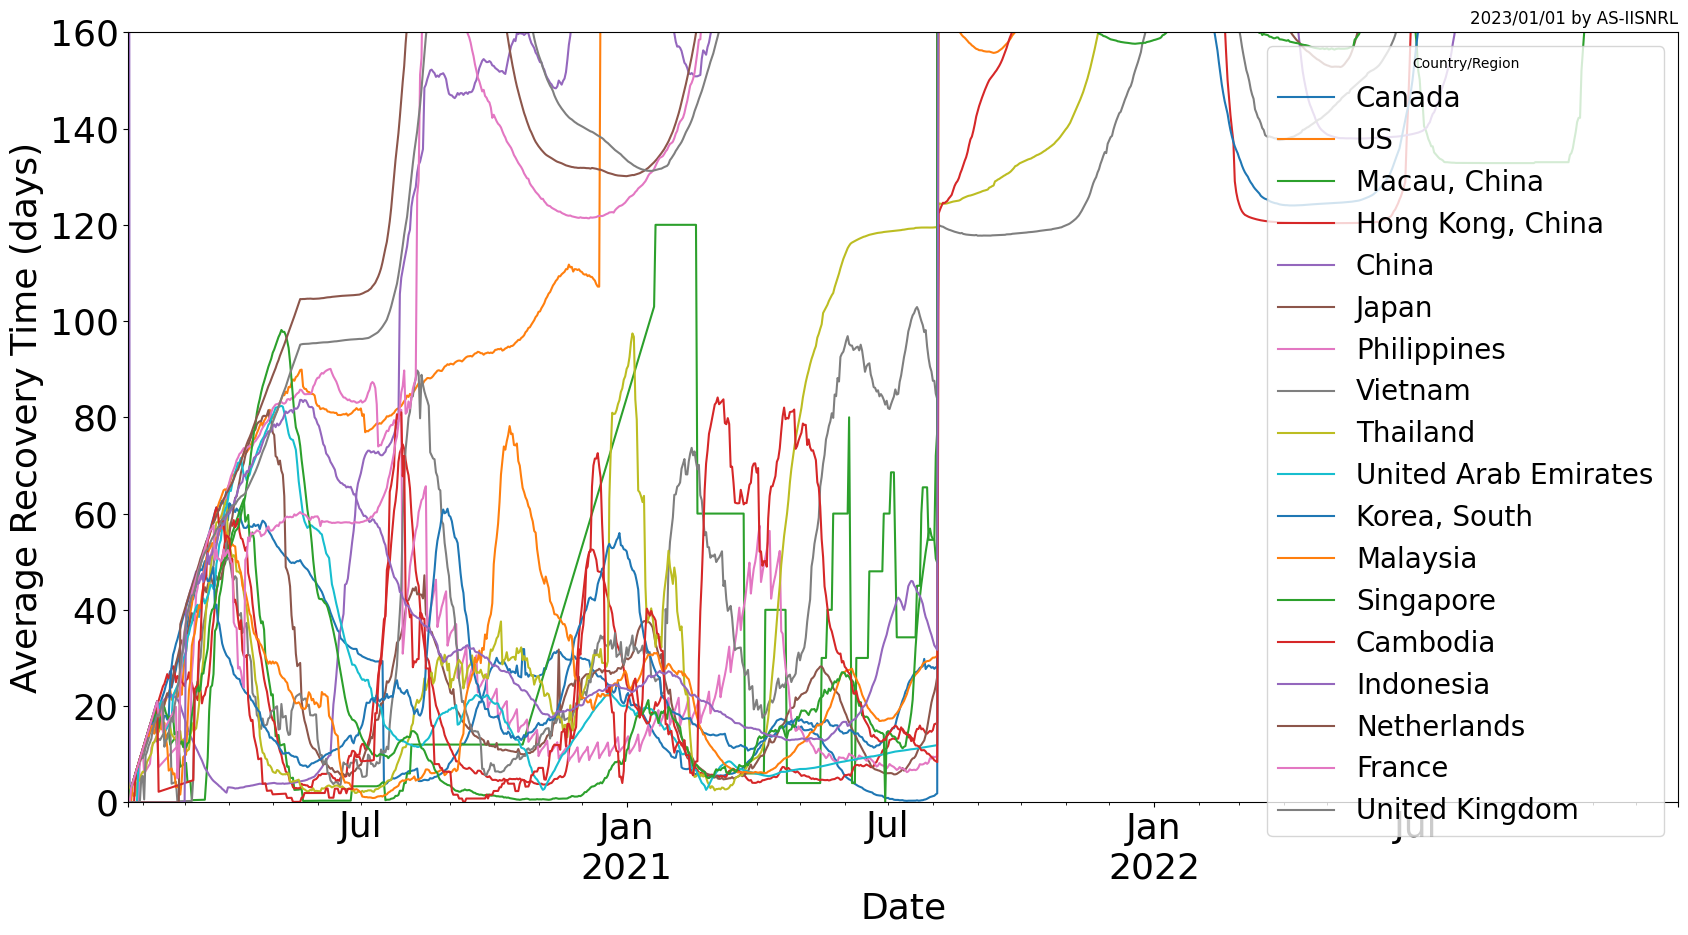 2023/01/01 by AS-IISNRL
160
140
120
100
80
60
40
20
0
Average Recovery Time (days)
Country/Region
Canada
US
Macau, China
Hong Kong, China
China
Japan
Philippines
Vietnam
Thailand
United Arab Emirates
Korea, South
Malaysia
Singapore
Cambodia
Indonesia
Netherlands
France
United Kingdom
Jul
Jan
2021
Jul
Jan
2022
Jul
Date